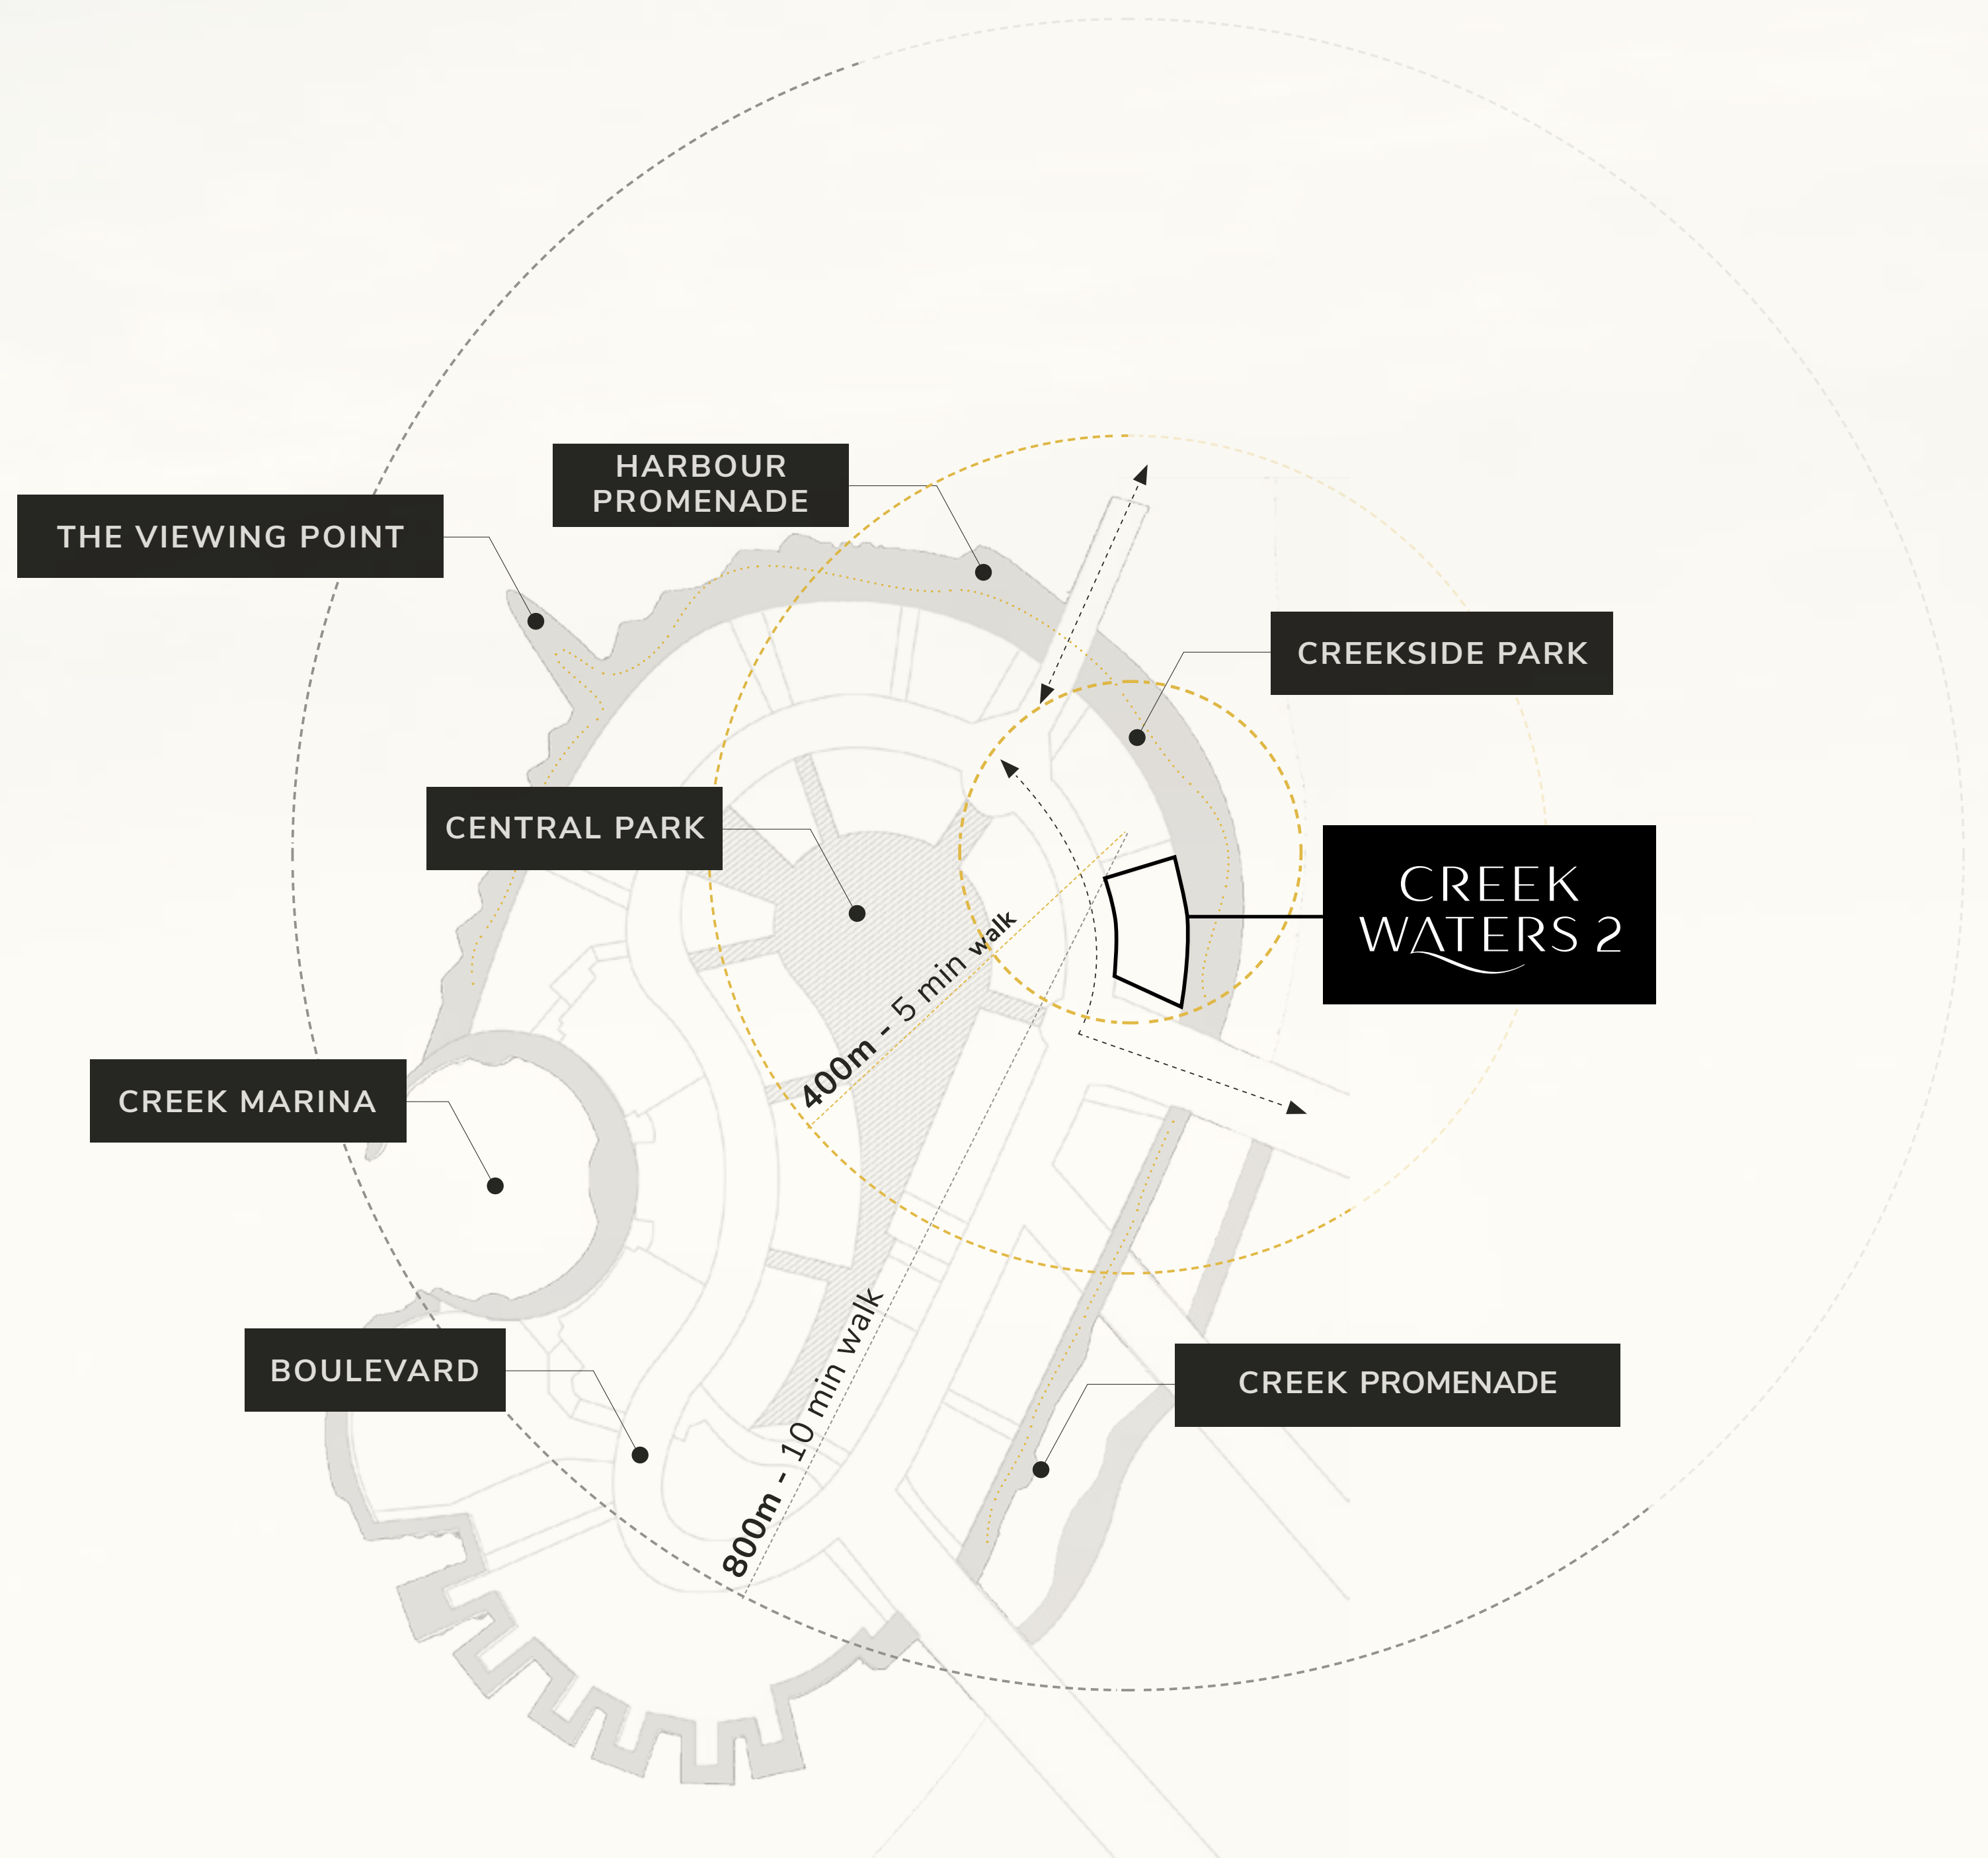 HARBOUR
PROMENADE
THE VIEWING POINT
CREEKSIDE PARK
CENTRAL PARK
CREEK
WATERS 2
400m - 5 min walk
CREEK MARINA
BOULEVARD
CREEK PROMENADE
800m - 10 min walk